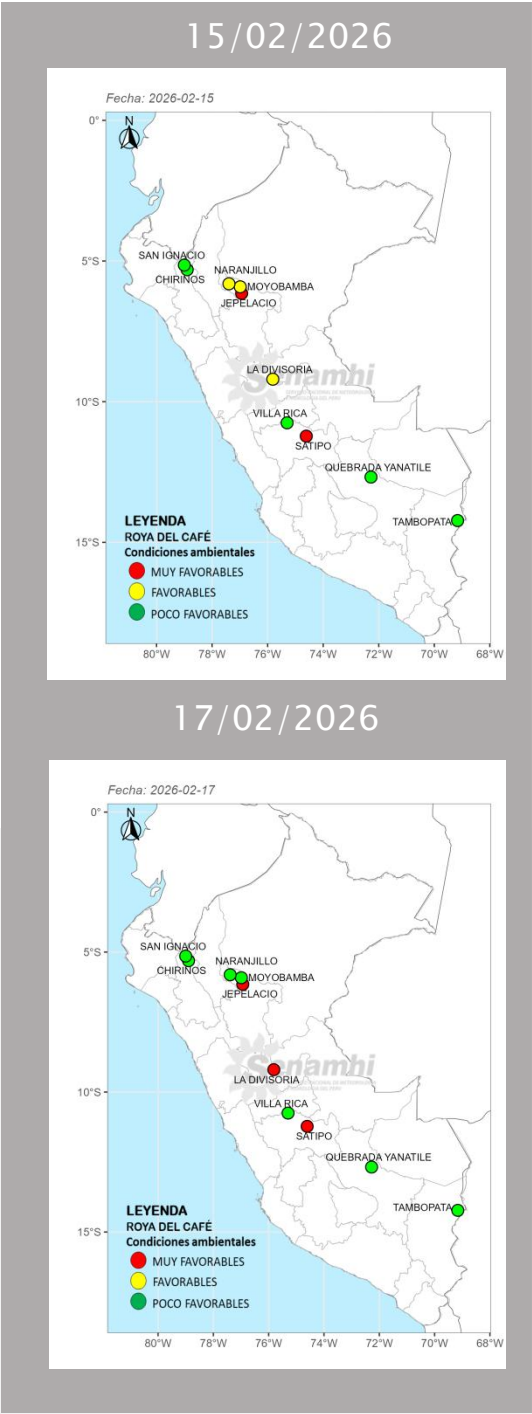 15/02/2026
Fecha: 2026-02-15
N
0°
5°S
10°S
15°S
SAN IGNACIO
CHIRINOS
NARANJILLO
MOYOBAMBA
JEPELACIO
LA DIVISORIA
Senamhi
VILLA RICA
SATIPO
QUEBRADA YANATILE
TAMBOPATA
LEYENDA
ROYA DEL CAFÉ
Condiciones ambientales
MUY FAVORABLES
FAVORABLES
POCO FAVORABLES
80°W 78°W 76°W 74°W 72°W 70°W 68°W
17/02/2026
Fecha: 2026-02-17
N
0°
5°S
10°S
15°S
SAN IGNACIO
CHIRINOS
NARANJILLO
MOYOBAMBA
JEPELACIO
Senamhi
LA DIVISORIA
VILLA RICA
SATIPO
QUEBRADA YANATILE
TAMBOPATA
LEYENDA
ROYA DEL CAFÉ
Condiciones ambientales
MUY FAVORABLES
FAVORABLES
POCO FAVORABLES
80°W 78°W 76°W 74°W 72°W 70°W 68°W